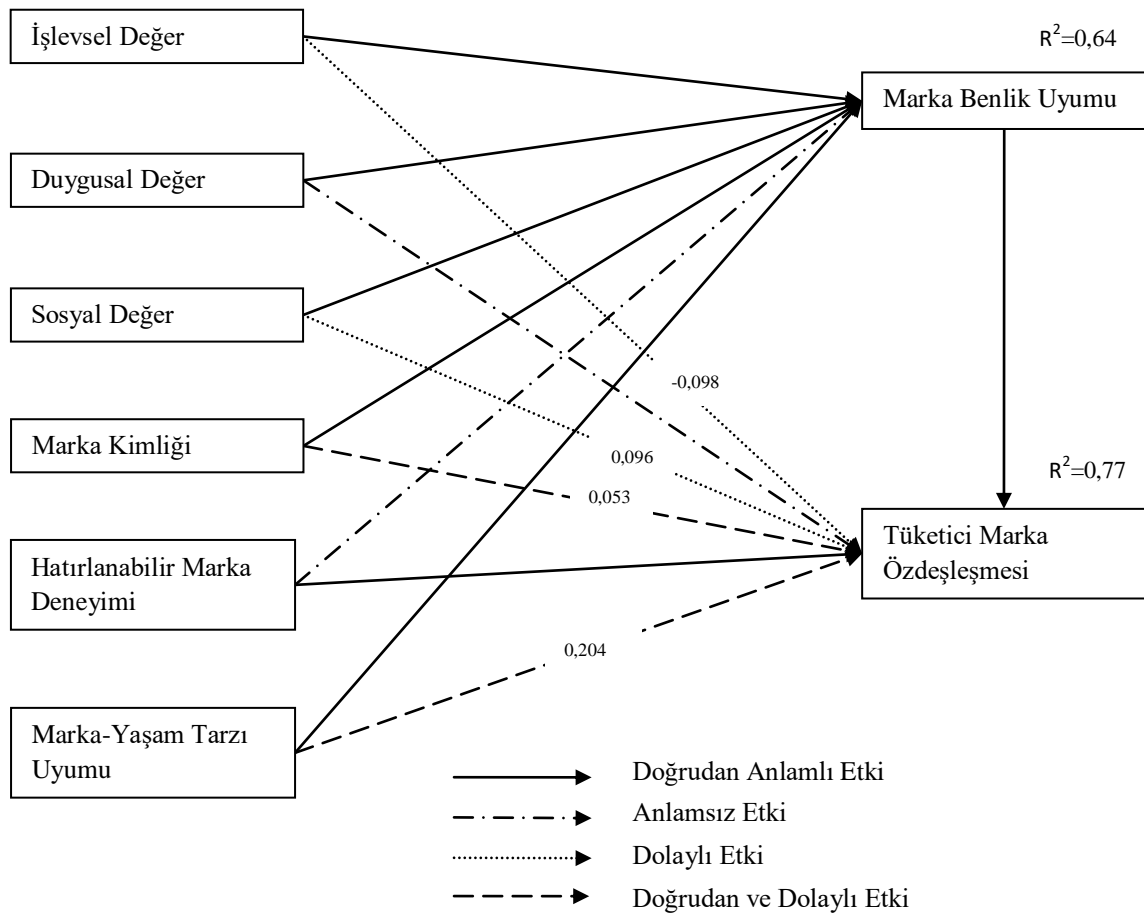 İşlevsel Değer
R²=0,64
Marka Benlik Uyumu
Duygusal Değer
Sosyal Değer
-0,098
Marka Kimliği
0,096
R²=0,77
0,053
Tüketici Marka
Özdeşleşmesi
Hatırlanabilir Marka
Deneyimi
0,204
Marka-Yaşam Tarzı
Uyumu
Doğrudan Anlamlı Etki
Anlamsız Etki
Dolaylı Etki
Doğrudan ve Dolaylı Etki